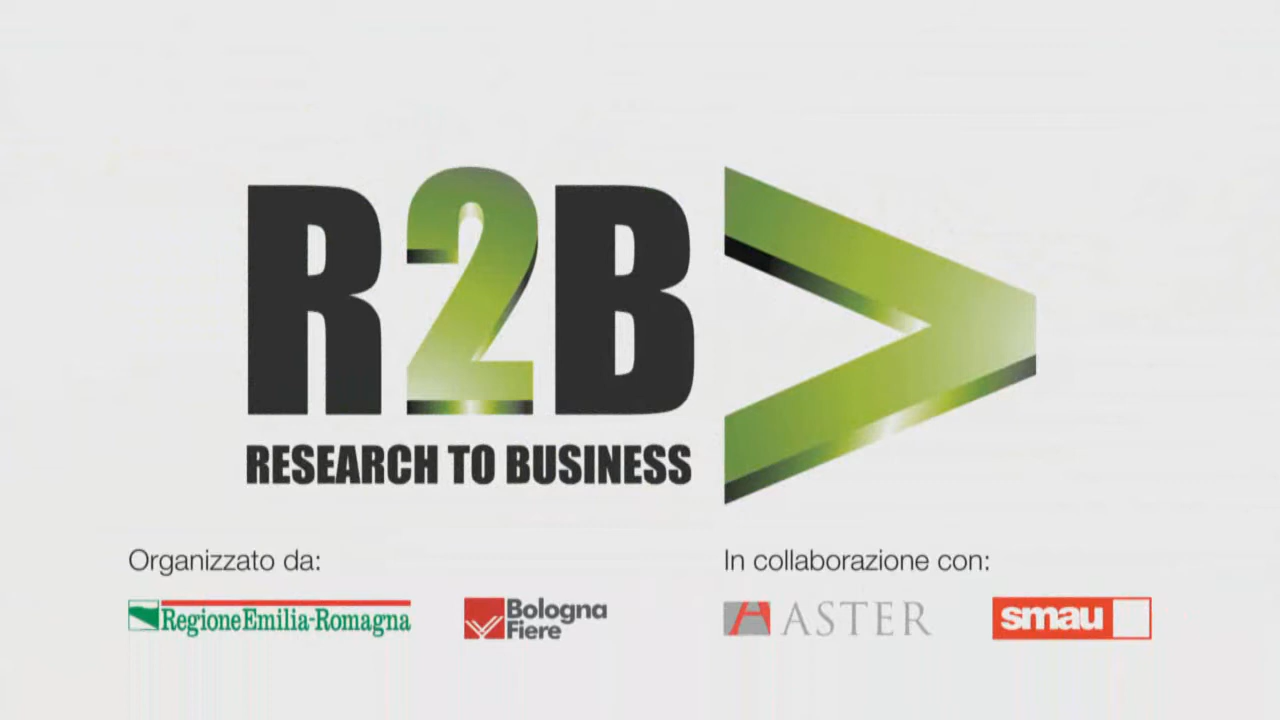 R2B
RESEARCH TO BUSINESS
Organizzato da:
In collaborazione con:
RegioneEmilia-Romagna
Bologna
Fiere
ASTER
smau